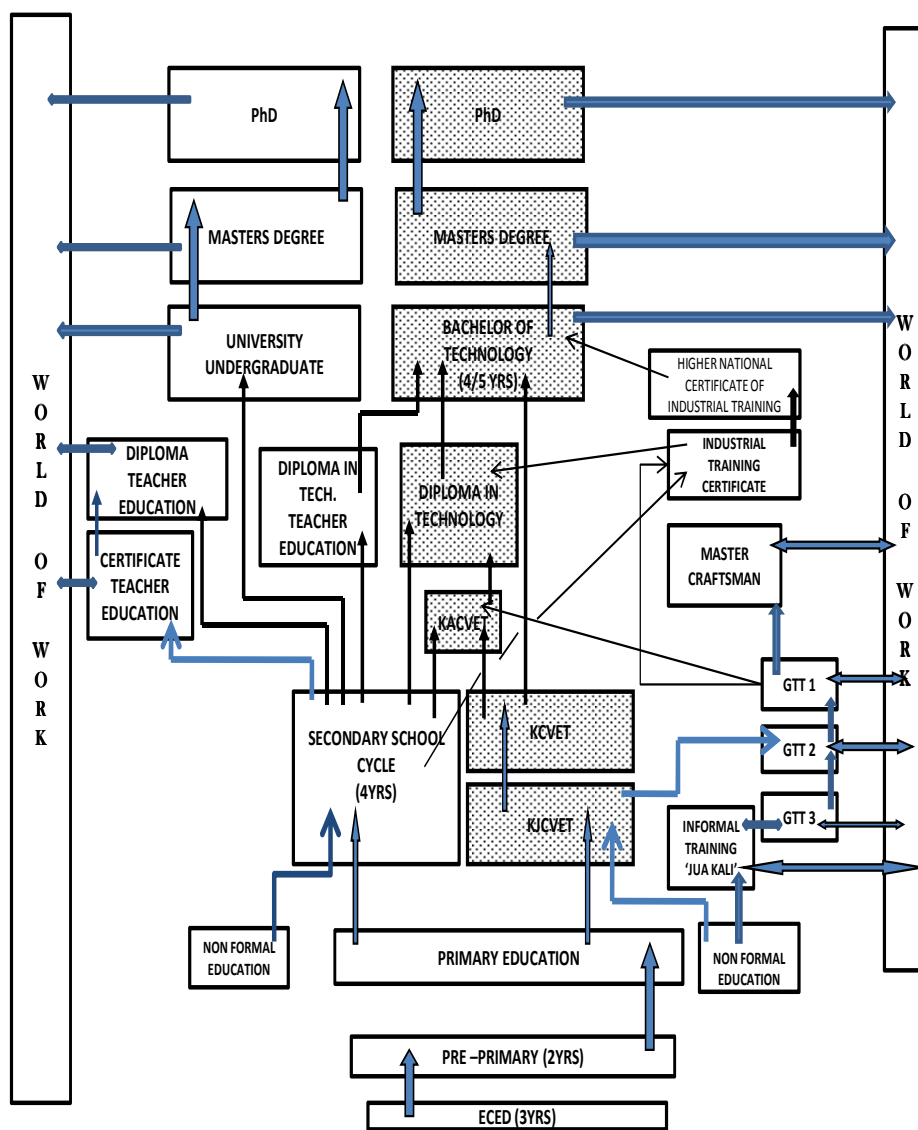 PhD
PhD
MASTERS DEGREE
MASTERS DEGREE
UNIVERSITY
UNDERGRADUATE
BACHELOR OF
TECHNOLOGY
(4/5 YRS)
HIGHER NATIONAL
CERTIFICATE OF
INDUSTRIAL TRAINING
W
O
R
L
D
O
F
W
O
R
K
W
O
R
L
D
O
F
W
O
R
K
DIPLOMA
TEACHER
EDUCATION
DIPLOMA IN
TECH.
TEACHER
EDUCATION
DIPLOMA IN
TECHNOLOGY
INDUSTRIAL
TRAINING
CERTIFICATE
CERTIFICATE
TEACHER
EDUCATION
MASTER
CRAFTSMAN
KACVET
GTT 1
SECONDARY SCHOOL
CYCLE
(4YRS)
KCVET
GTT 2
KJCVET
GTT 3
INFORMAL
TRAINING
‘JUA KALI’
NON FORMAL
EDUCATION
PRIMARY EDUCATION
NON FORMAL
EDUCATION
PRE –PRIMARY (2YRS)
ECED (3YRS)